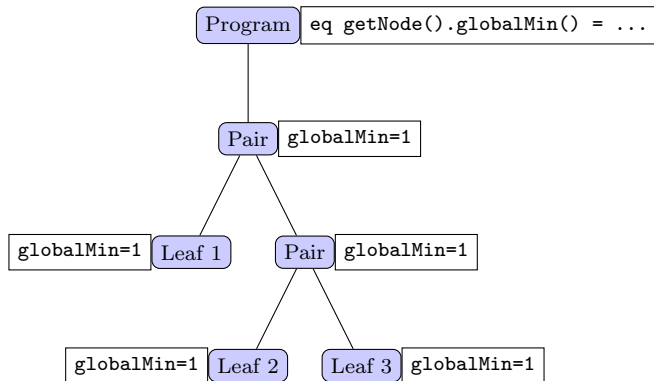 Program eq getNode().globalMin() = ...
Pair globalMin=1
globalMin=1 Leaf 1 Pair globalMin=1
globalMin=1 Leaf 2 Leaf 3 globalMin=1